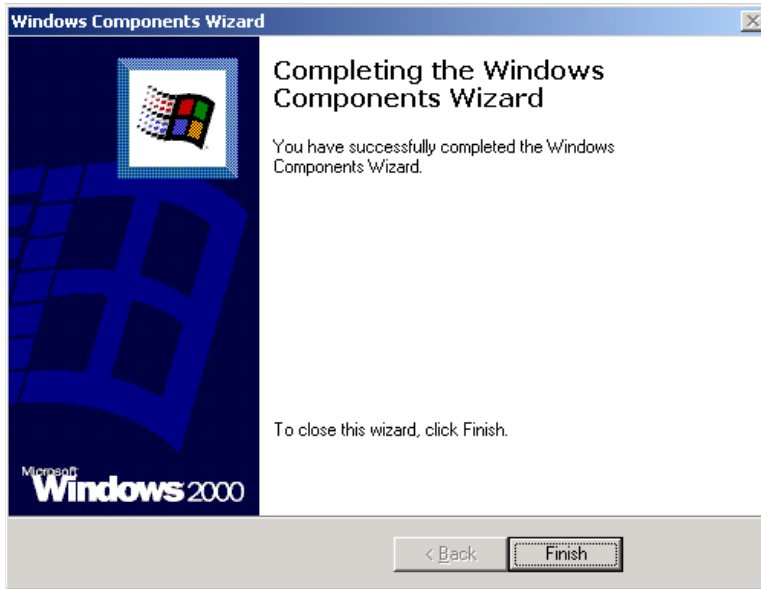 Windows Components Wizard
Completing the Windows
Components Wizard
You have successfully completed the Windows
Components Wizard.
To close this wizard, click Finish.
Microsoft
Windows 2000
< Back
Finish